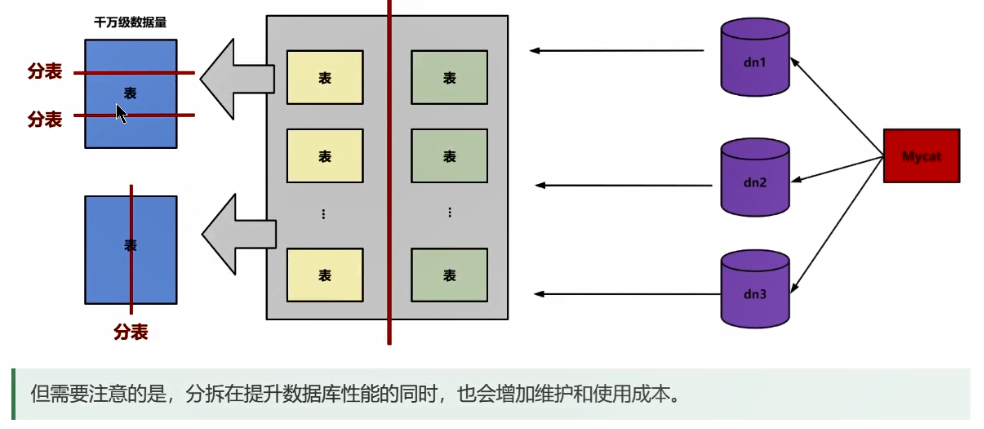 千万级数据量
分表
表
分表
表
分表
表
表
表
表
⋮
⋮
表
表
dn1
dn2
dn3
Mycat
但需要注意的是，分拆在提升数据库性能的同时，也会增加维护和使用成本。